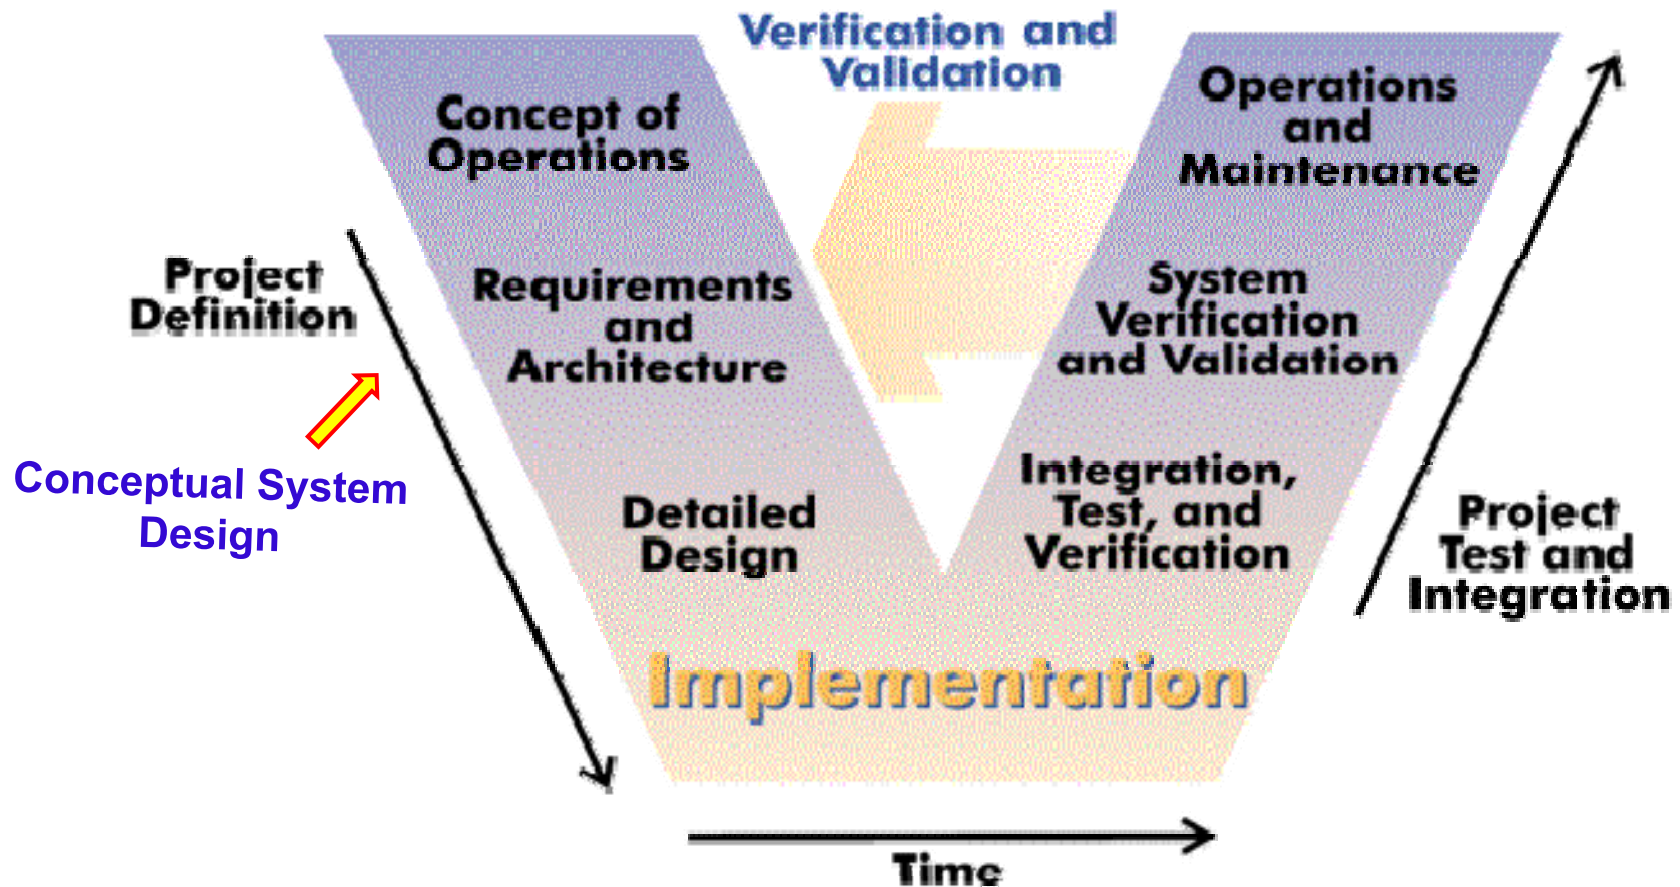 Verification and
Validation
Concept of
Operations
Operations
and
Maintenance
Project
Definition
Requirements
and
Architecture
System
Verification
and Validation
Conceptual System
Design
Detailed
Design
Integration,
Test, and
Verification
Project
Test and
Integration
Implementation
Time